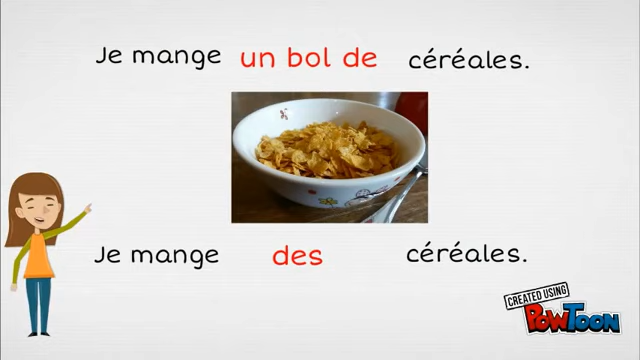 Je mange un bol de céréales.
Je mange des céréales.
CREATED USING
POWTOON